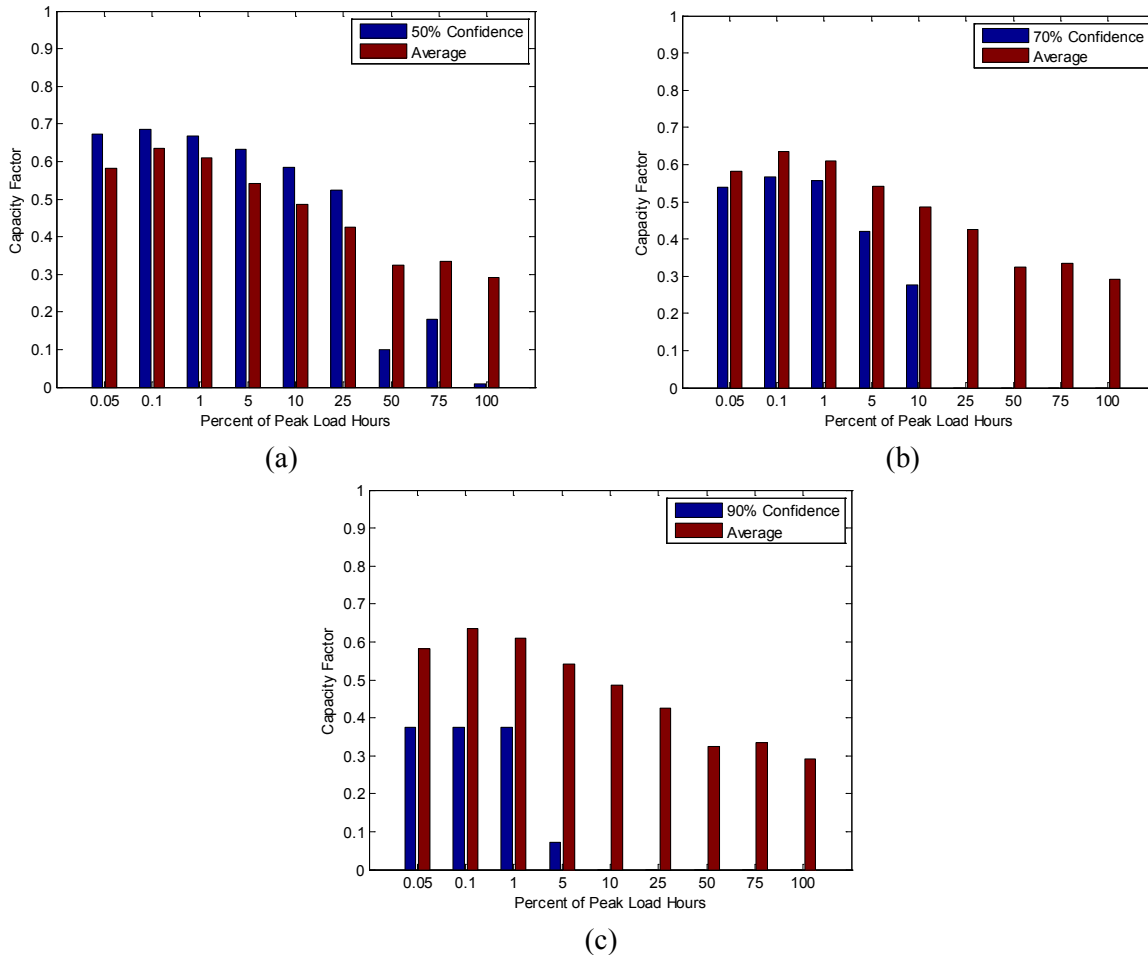 1
0.9
0.8
0.7
0.6
0.5
0.4
0.3
0.2
0.1
0
Capacity Factor
50% Confidence
Average
0.05 0.1 1 5 10 25 50 75 100
Percent of Peak Load Hours
(a)
1
0.9
0.8
0.7
0.6
0.5
0.4
0.3
0.2
0.1
0
Capacity Factor
70% Confidence
Average
0.05 0.1 1 5 10 25 50 75 100
Percent of Peak Load Hours
(b)
1
0.9
0.8
0.7
0.6
0.5
0.4
0.3
0.2
0.1
0
Capacity Factor
90% Confidence
Average
0.05 0.1 1 5 10 25 50 75 100
Percent of Peak Load Hours
(c)